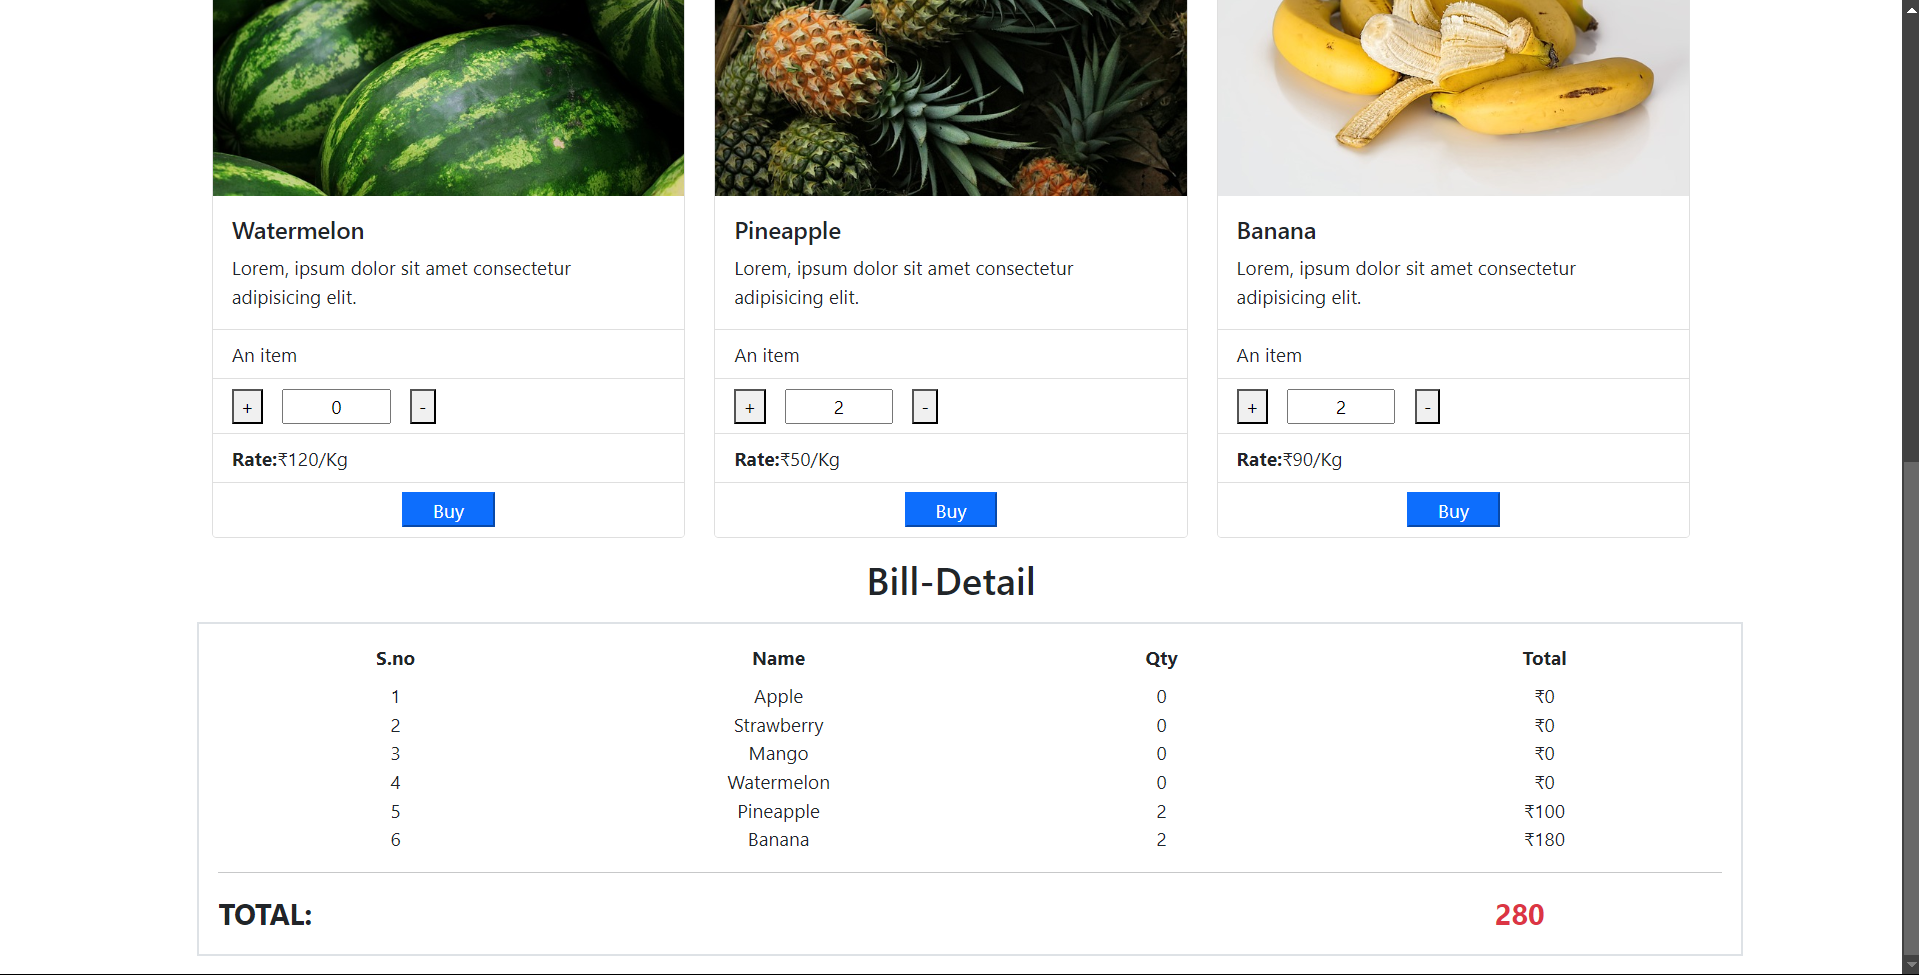 Watermelon
Lorem, ipsum dolor sit amet consectetur
adipisicing elit.
An item
+ 0 -
Rate:₹120/Kg
Buy
Pineapple
Lorem, ipsum dolor sit amet consectetur
adipisicing elit.
An item
+ 2 -
Rate:₹50/Kg
Buy
Banana
Lorem, ipsum dolor sit amet consectetur
adipisicing elit.
An item
+ 2 -
Rate:₹90/Kg
Buy
Bill-Detail
S.no Name Qty Total
1 Apple 0 ₹0
2 Strawberry 0 ₹0
3 Mango 0 ₹0
4 Watermelon 0 ₹0
5 Pineapple 2 ₹100
6 Banana 2 ₹180
TOTAL: 280